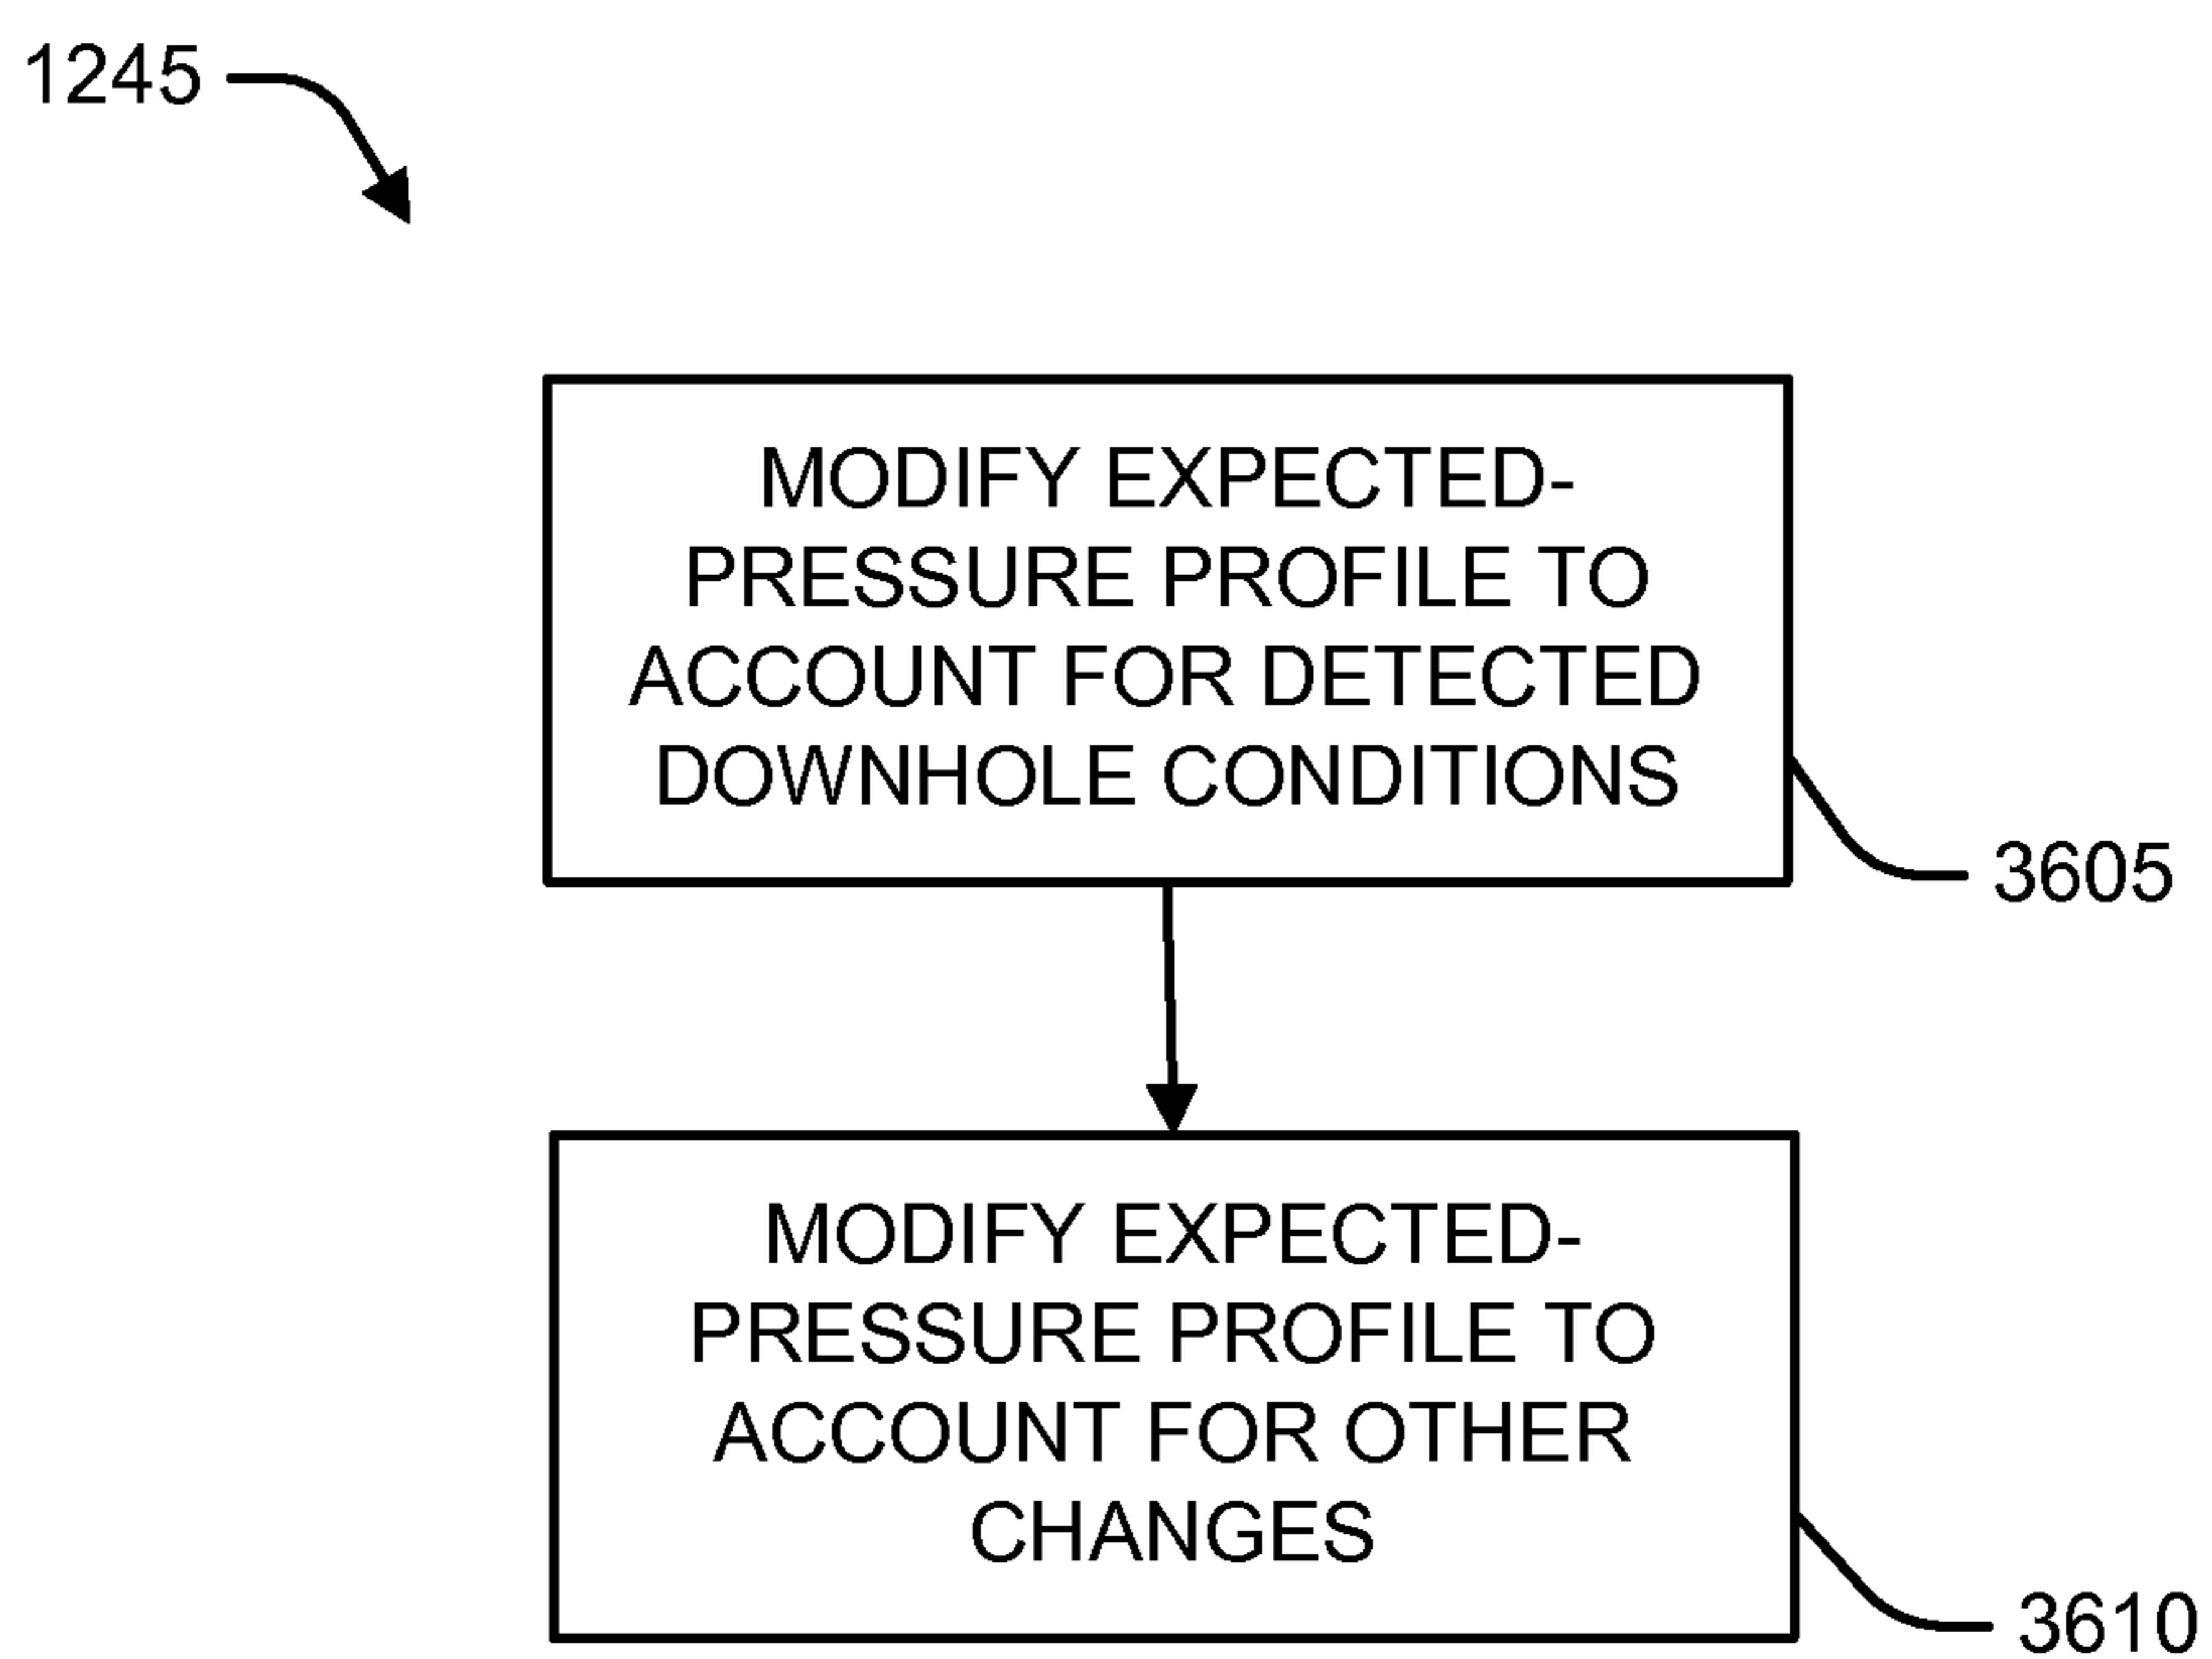 1245
MODIFY EXPECTED-
PRESSURE PROFILE TO
ACCOUNT FOR DETECTED
DOWNHOLE CONDITIONS
3605
MODIFY EXPECTED-
PRESSURE PROFILE TO
ACCOUNT FOR OTHER
CHANGES
3610